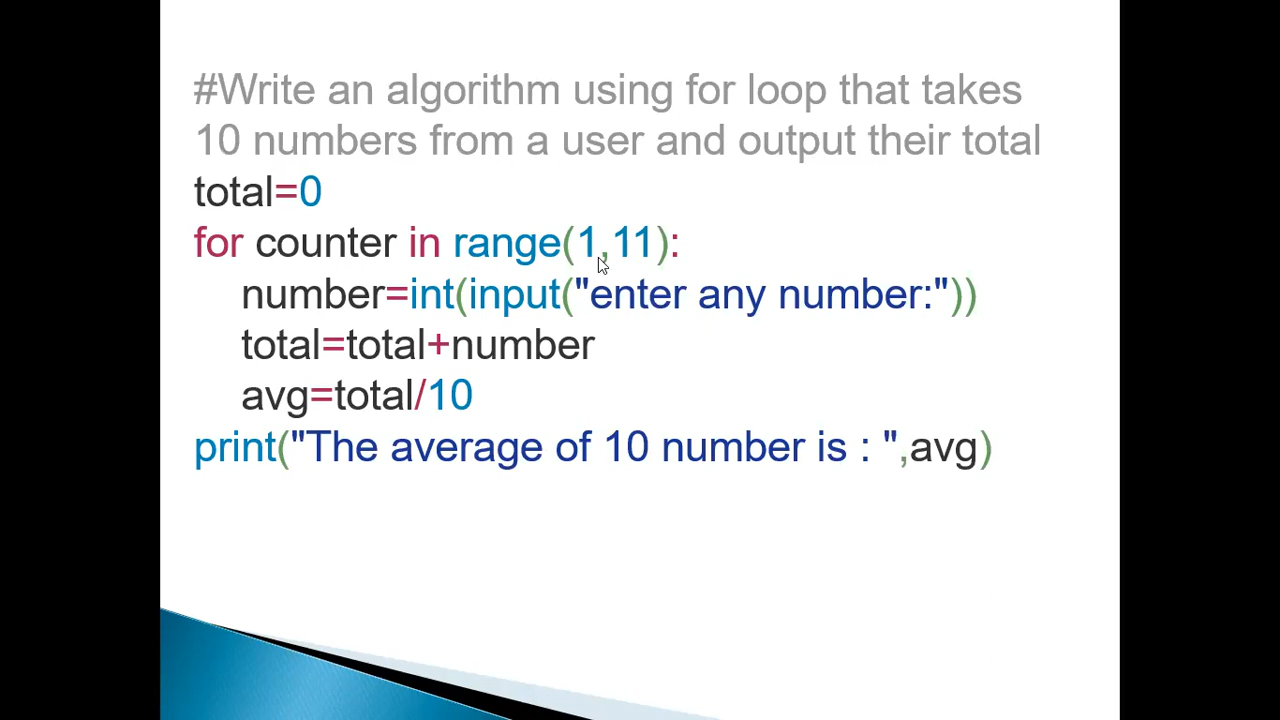 #Write an algorithm using for loop that takes
10 numbers from a user and output their total
total=0
for counter in range(1,11):
    number=int(input("enter any number:"))
    total=total+number
    avg=total/10
print("The average of 10 number is : ",avg)